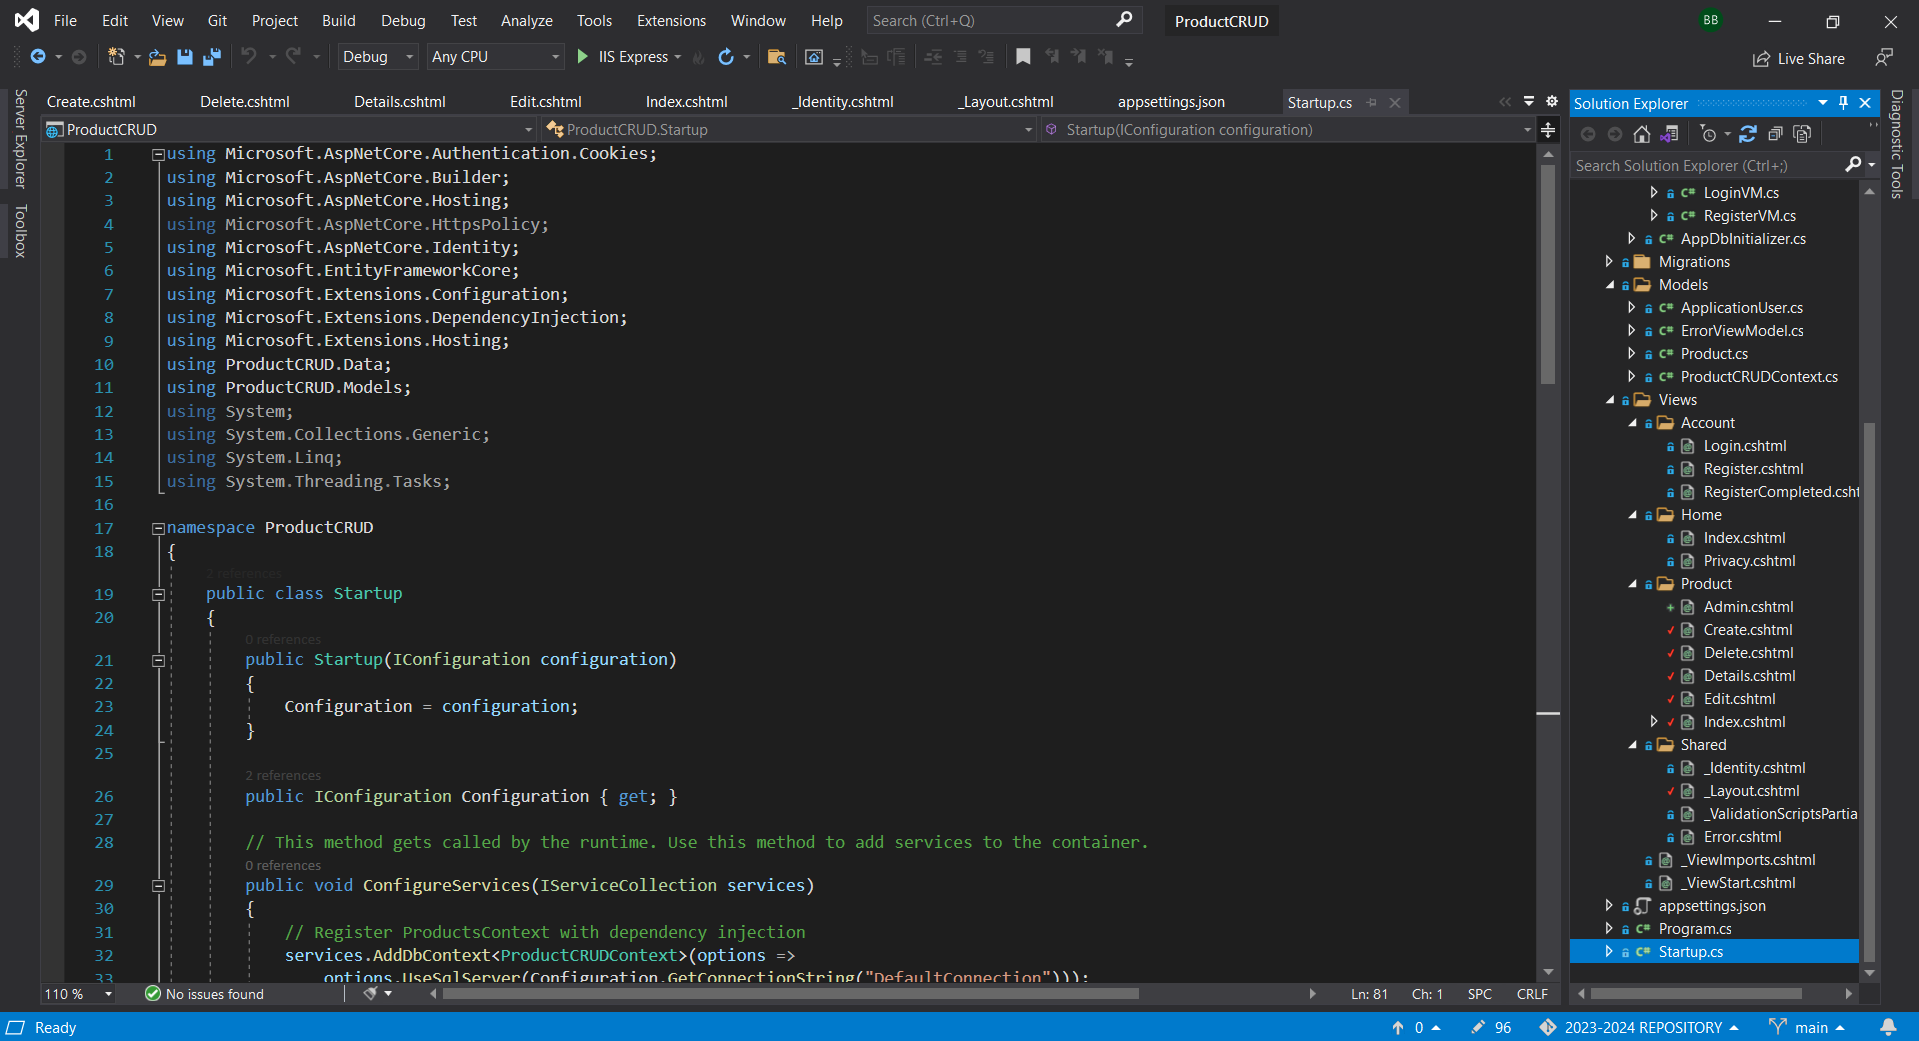 File Edit View Git Project Build Debug Test Analyze Tools Extensions Window Help Search (Ctrl+Q) ProductCRUD BB
Debug Any CPU IIS Express Live Share
Server Explorer
Toolbox
Create.cshtml Delete.cshtml Details.cshtml Edit.cshtml Index.cshtml _Identity.cshtml _Layout.cshtml appsettings.json Startup.cs
ProductCRUD ProductCRUD.Startup Startup(IConfiguration configuration)
1 using Microsoft.AspNetCore.Authentication.Cookies;
2 using Microsoft.AspNetCore.Builder;
3 using Microsoft.AspNetCore.Hosting;
4 using Microsoft.AspNetCore.HttpsPolicy;
5 using Microsoft.AspNetCore.Identity;
6 using Microsoft.EntityFrameworkCore;
7 using Microsoft.Extensions.Configuration;
8 using Microsoft.Extensions.DependencyInjection;
9 using Microsoft.Extensions.Hosting;
10 using ProductCRUD.Data;
11 using ProductCRUD.Models;
12 using System;
13 using System.Collections.Generic;
14 using System.Linq;
15 using System.Threading.Tasks;
16
17 namespace ProductCRUD
18 {
2 references
19 public class Startup
20 {
0 references
21 public Startup(IConfiguration configuration)
22 {
23 Configuration = configuration;
24 }
25
2 references
26 public IConfiguration Configuration { get; }
27
28 // This method gets called by the runtime. Use this method to add services to the container.
0 references
29 public void ConfigureServices(IServiceCollection services)
30 {
31 // Register ProductsContext with dependency injection
32 services.AddDbContext<ProductCRUDContext>(options =>
33 options.UseSqlServer(Configuration.GetConnectionString("DefaultConnection")));
110 % No issues found Ln: 81 Ch: 1 SPC CRLF
Solution Explorer
Search Solution Explorer (Ctrl+;)
LoginVM.cs
RegisterVM.cs
AppDbInitializer.cs
Migrations
Models
ApplicationUser.cs
ErrorViewModel.cs
Product.cs
ProductCRUDContext.cs
Views
Account
Login.cshtml
Register.cshtml
RegisterCompleted.csht
Home
Index.cshtml
Privacy.cshtml
Product
Admin.cshtml
Create.cshtml
Delete.cshtml
Details.cshtml
Edit.cshtml
Index.cshtml
Shared
_Identity.cshtml
_Layout.cshtml
_ValidationScriptsPartia
Error.cshtml
_ViewImports.cshtml
_ViewStart.cshtml
appsettings.json
Program.cs
Startup.cs
Diagnostic Tools
Ready 0 96 2023-2024 REPOSITORY main